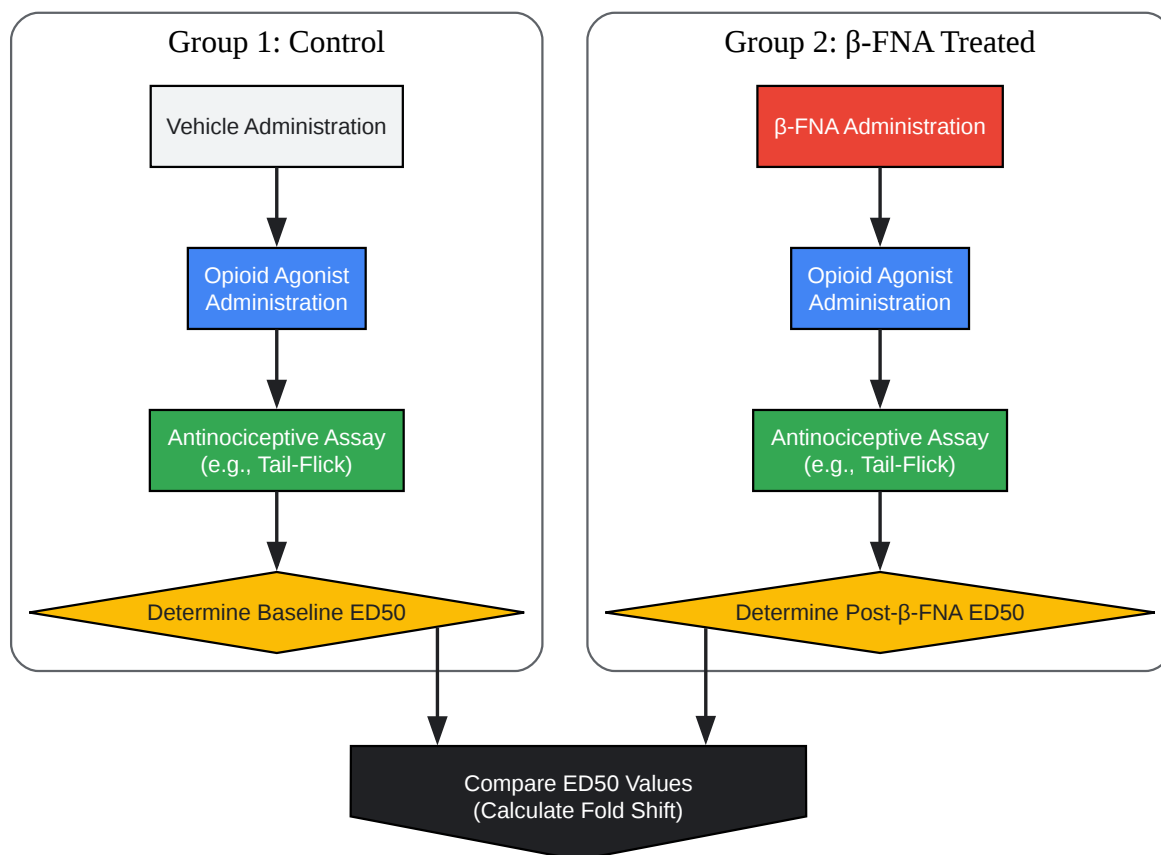 Group 1: Control
Vehicle Administration
Opioid Agonist
Administration
Antinociceptive Assay
(e.g., Tail-Flick)
Determine Baseline ED50
Group 2: β-FNA Treated
β-FNA Administration
Opioid Agonist
Administration
Antinociceptive Assay
(e.g., Tail-Flick)
Determine Post-β-FNA ED50
Compare ED50 Values
(Calculate Fold Shift)